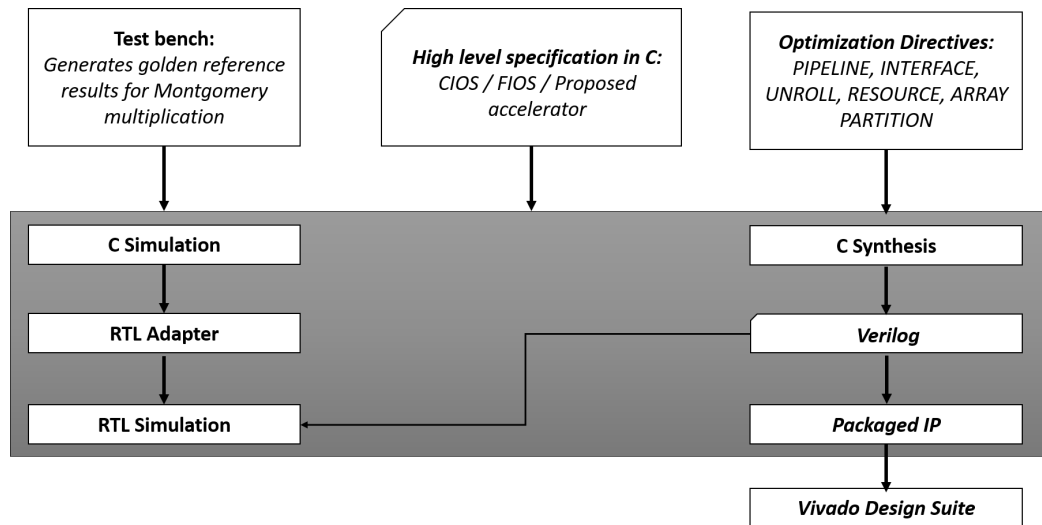 Test bench:
Generates golden reference
results for Montgomery
multiplication
High level specification in C:
CIOS / FIOS / Proposed
accelerator
Optimization Directives:
PIPELINE, INTERFACE,
UNROLL, RESOURCE, ARRAY
PARTITION
C Simulation
C Synthesis
RTL Adapter
Verilog
RTL Simulation
Packaged IP
Vivado Design Suite